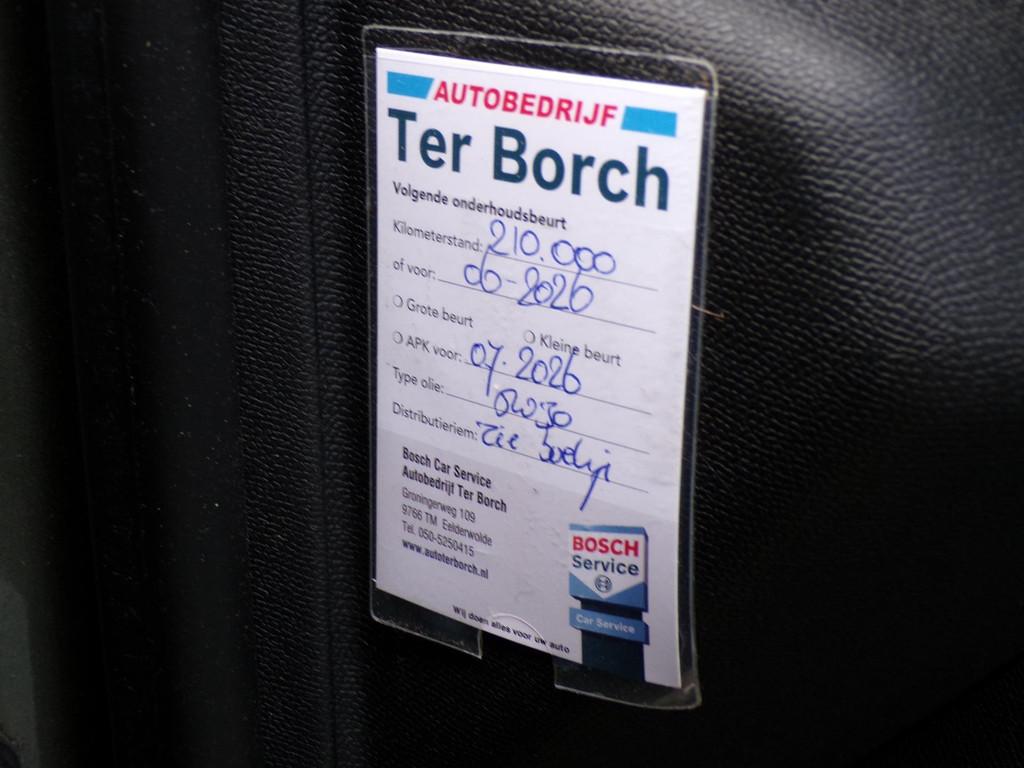 AUTOBEDRIJF
Ter Borch
Volgende onderhoudsbeurt
Kilometerstand: 210.000
of voor: 06-2026
Grote beurt Kleine beurt
APK voor: 07.2026
Type olie: 0W30
Distributieriem: Zie
Bosch Car Service
Autobedrijf Ter Borch
Groningerweg 109
9766 TM Eelderwolde
Tel. 050-5250415
www.autoterborch.nl
BOSCH
Service
Car Service
Wij doen alles voor uw auto